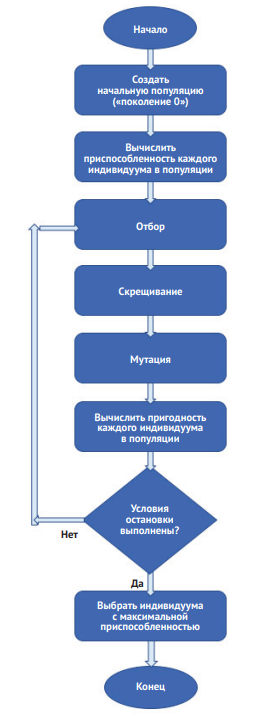 Начало
Создать
начальную популяцию
(«поколение 0»)
Вычислить
приспособленность каждого
индивидуума в популяции
Отбор
Скрещивание
Мутация
Вычислить пригодность
каждого индивидуума
в популяции
Условия
остановки
выполнены?
Нет
Да
Выбрать индивидуума
с максимальной
приспособленностью
Конец